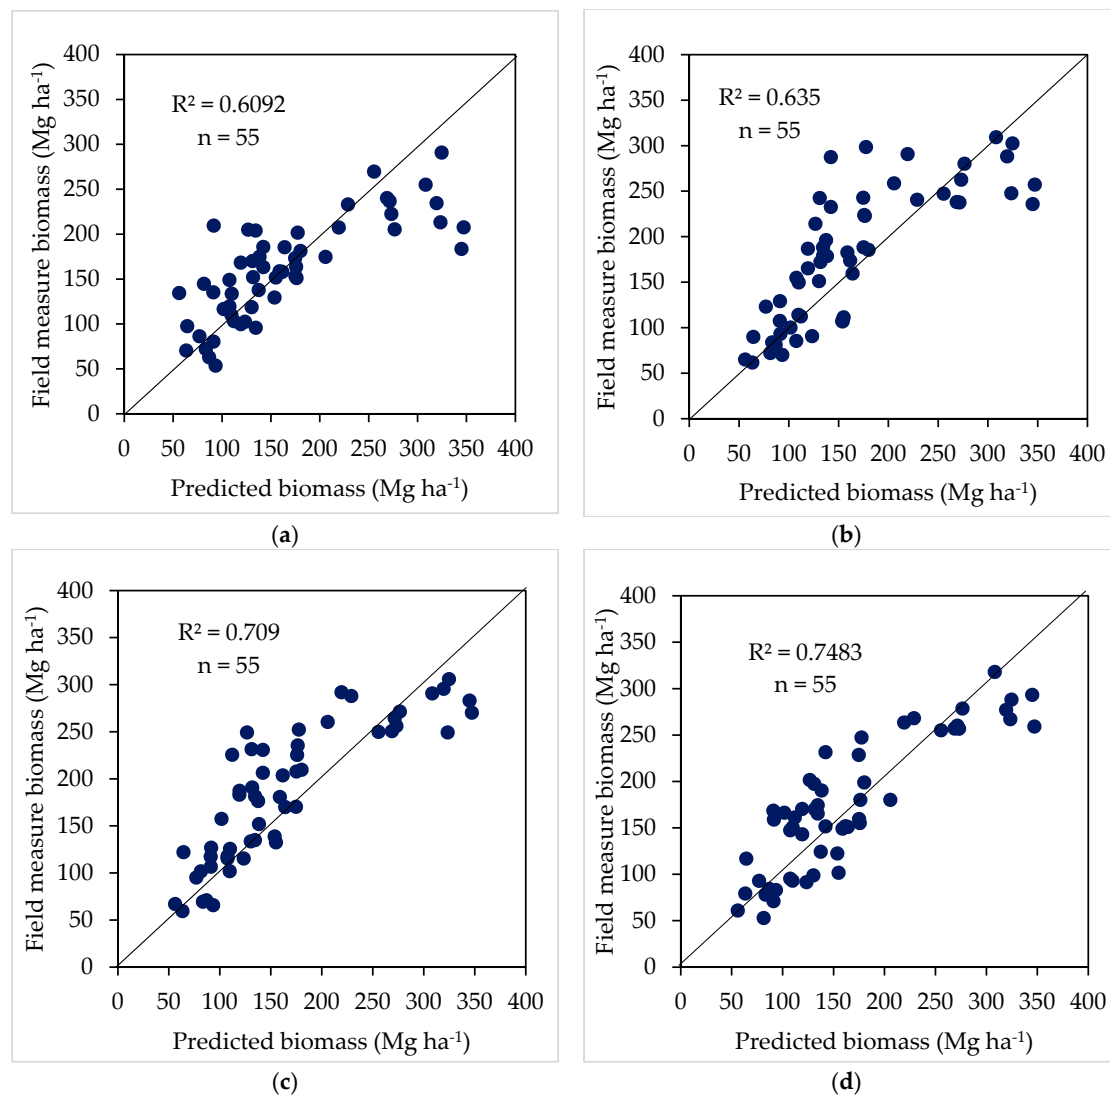 Field measure biomass (Mg ha⁻¹)
400
350
300
250
200
150
100
50
0
R² = 0.6092
n = 55
0 50 100 150 200 250 300 350 400
Predicted biomass (Mg ha⁻¹)
(a)
Field measure biomass (Mg ha⁻¹)
400
350
300
250
200
150
100
50
0
R² = 0.635
n = 55
0 50 100 150 200 250 300 350 400
Predicted biomass (Mg ha⁻¹)
(b)
Field measure biomass (Mg ha⁻¹)
400
350
300
250
200
150
100
50
0
R² = 0.709
n = 55
0 50 100 150 200 250 300 350 400
Predicted biomass (Mg ha⁻¹)
(c)
Field measure biomass (Mg ha⁻¹)
400
350
300
250
200
150
100
50
0
R² = 0.7483
n = 55
0 50 100 150 200 250 300 350 400
Predicted biomass (Mg ha⁻¹)
(d)